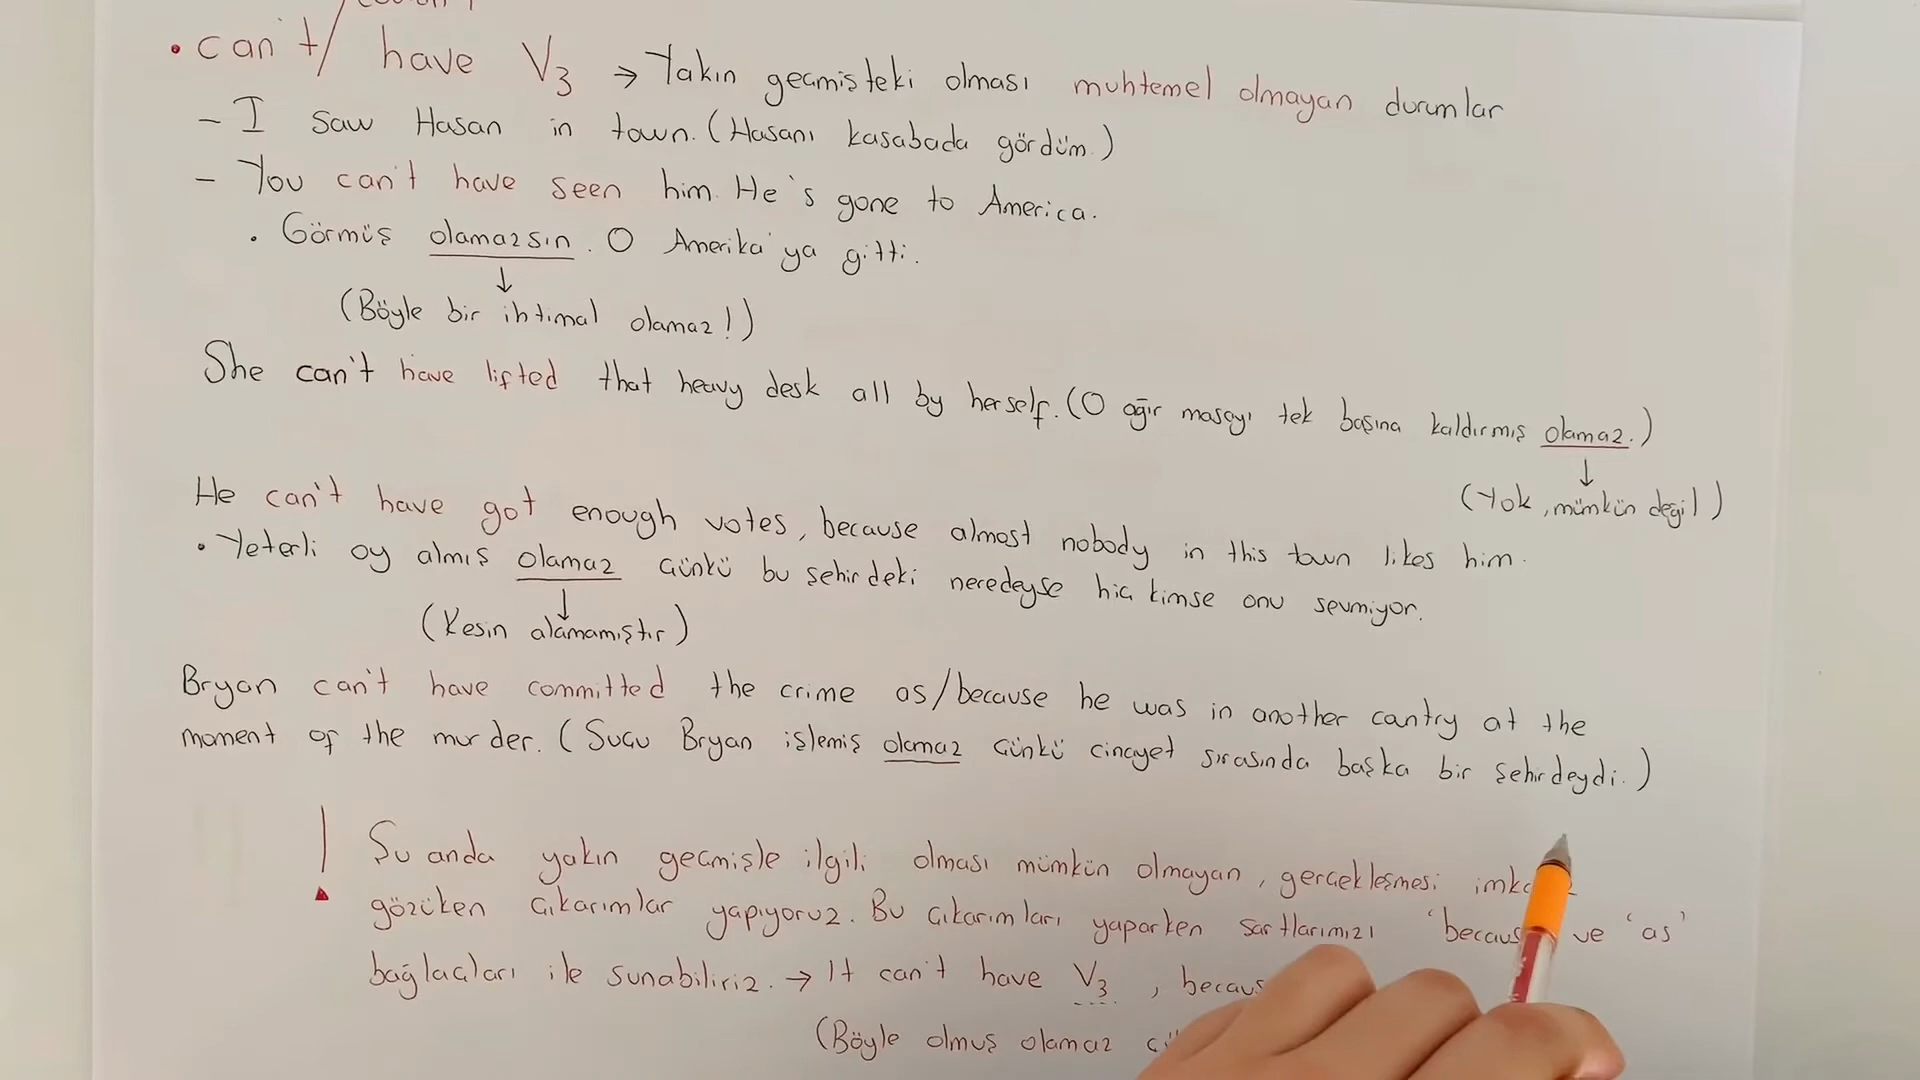 • can't/ have V3 → Yakın geçmişteki olması muhtemel olmayan durumlar
- I saw Hasan in town. (Hasanı kasabada gördüm.)
- You can't have seen him. He's gone to America.
• Görmüş olamazsın. O Amerika'ya gitti.
↓
(Böyle bir ihtimal olamaz!)
She can't have lifted that heavy desk all by herself. (O ağır masayı tek başına kaldırmış olamaz.)
↓
(Yok, mümkün değil)
He can't have got enough votes, because almost nobody in this town likes him.
• Yeterli oy almış olamaz çünkü bu şehirdeki neredeyse hiç kimse onu sevmiyor.
↓
(Kesin alamamıştır)
Bryan can't have committed the crime as/because he was in another cantry at the
moment of the murder. (Suçu Bryan işlemiş olamaz çünkü cinayet sırasında başka bir şehirdeydi.)
! Şu anda yakın geçmişle ilgili olması mümkün olmayan, gerçekleşmesi
gözüken çıkarımlar yapıyoruz. Bu çıkarımları yaparken şartlarımızı 'becaus ve 'as'
bağlaçları ile sunabiliriz. → It can't have V3, becaus
(Böyle olmuş olamaz